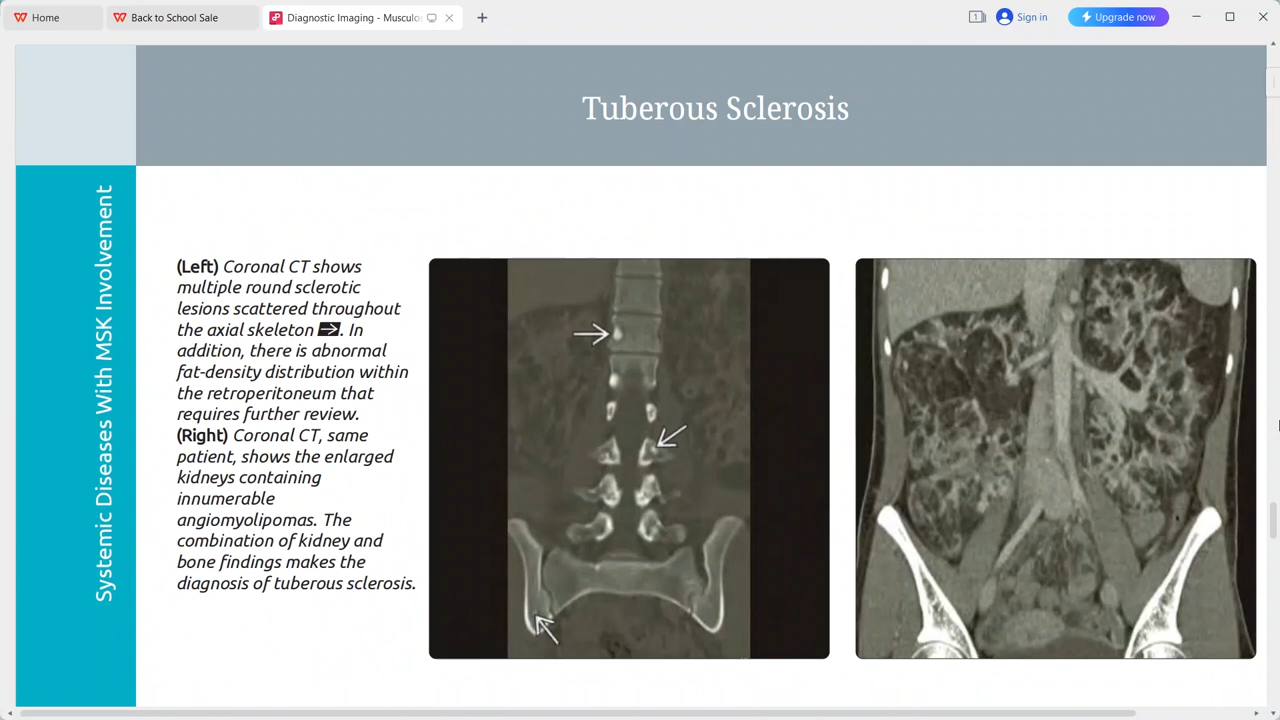 Home
Back to School Sale
Diagnostic Imaging - Musculo
1
Sign in
Upgrade now
Tuberous Sclerosis
Systemic Diseases With MSK Involvement
(Left) Coronal CT shows
multiple round sclerotic
lesions scattered throughout
the axial skeleton ➡. In
addition, there is abnormal
fat-density distribution within
the retroperitoneum that
requires further review.
(Right) Coronal CT, same
patient, shows the enlarged
kidneys containing
innumerable
angiomyolipomas. The
combination of kidney and
bone findings makes the
diagnosis of tuberous sclerosis.